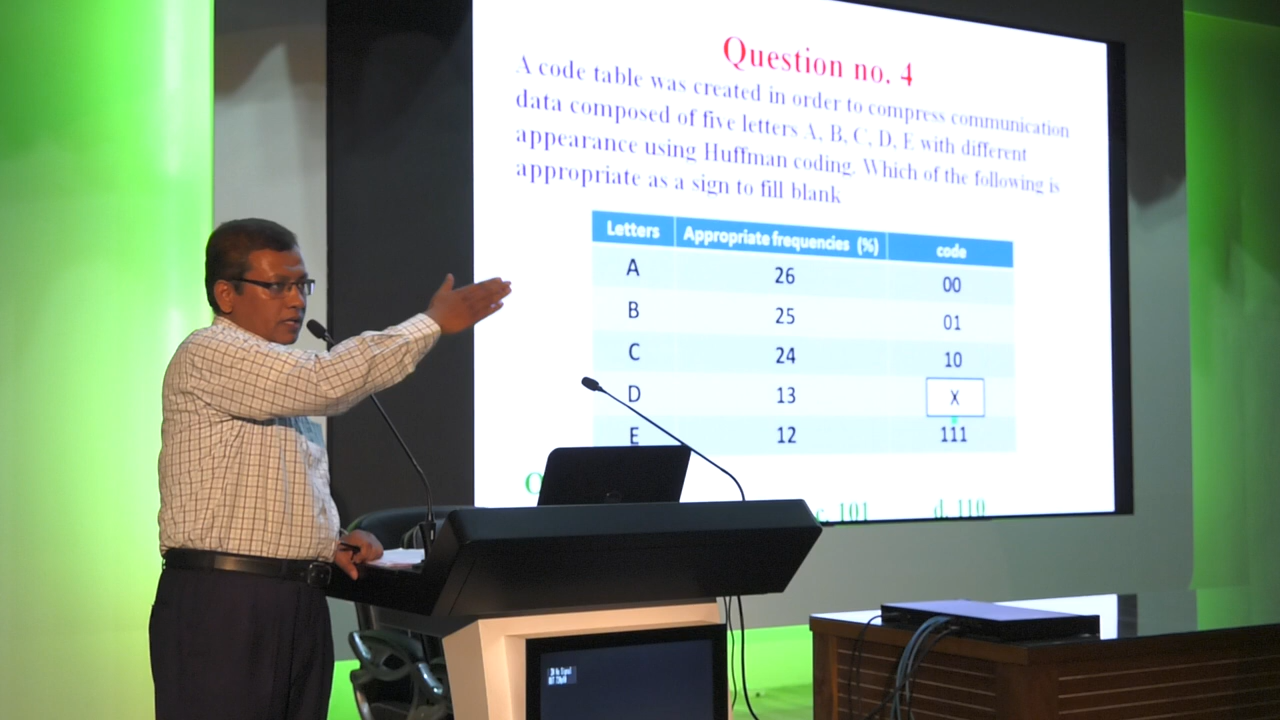 Question no. 4
A code table was created in order to compress communication
data composed of five letters A, B, C, D, E with different
appearance using Huffman coding. Which of the following is
appropriate as a sign to fill blank
Letters Appropriate frequencies (%) code
A 26 00
B 25 01
C 24 10
D 13 X
E 12 111
c. 101 d. 110